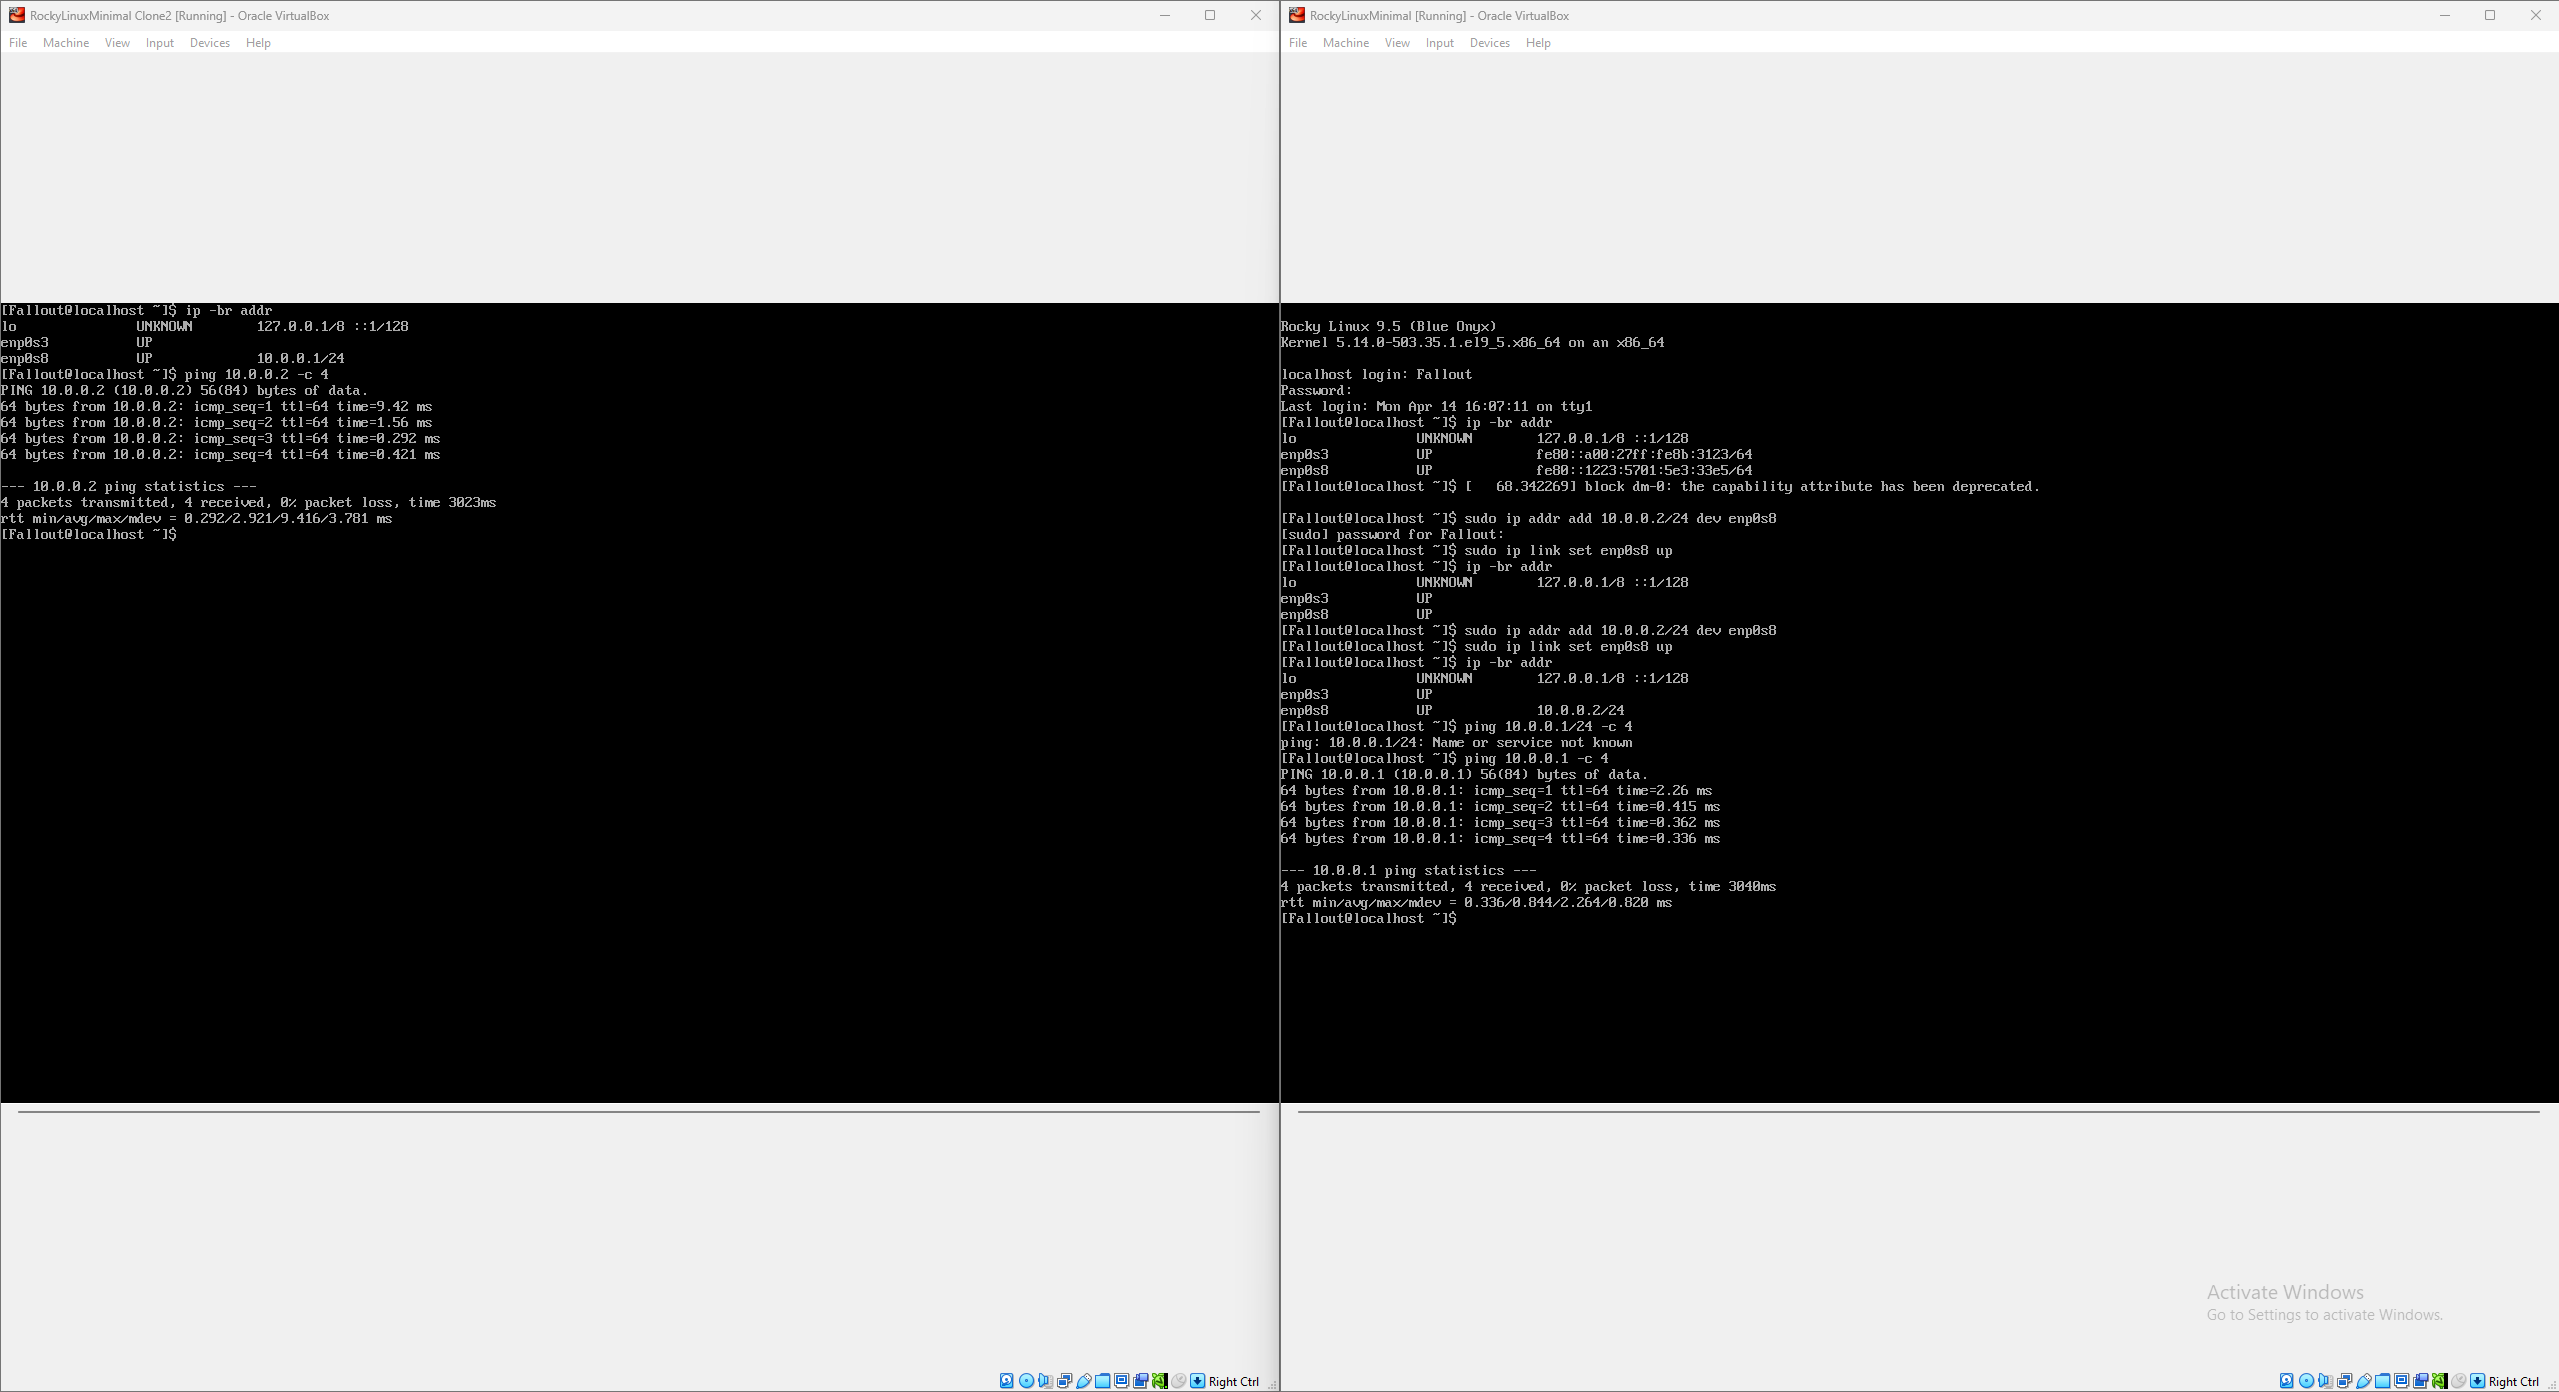 RockyLinuxMinimal Clone2 [Running] - Oracle VirtualBox
File Machine View Input Devices Help
[Fallout@localhost ~]$ ip -br addr
lo UNKNOWN 127.0.0.1/8 ::1/128
enp0s3 UP
enp0s8 UP 10.0.0.1/24
[Fallout@localhost ~]$ ping 10.0.0.2 -c 4
PING 10.0.0.2 (10.0.0.2) 56(84) bytes of data.
64 bytes from 10.0.0.2: icmp_seq=1 ttl=64 time=9.42 ms
64 bytes from 10.0.0.2: icmp_seq=2 ttl=64 time=1.56 ms
64 bytes from 10.0.0.2: icmp_seq=3 ttl=64 time=0.292 ms
64 bytes from 10.0.0.2: icmp_seq=4 ttl=64 time=0.421 ms
--- 10.0.0.2 ping statistics ---
4 packets transmitted, 4 received, 0% packet loss, time 3023ms
rtt min/avg/max/mdev = 0.292/2.921/9.416/3.781 ms
[Fallout@localhost ~]$
Right Ctrl
RockyLinuxMinimal [Running] - Oracle VirtualBox
File Machine View Input Devices Help
Rocky Linux 9.5 (Blue Onyx)
Kernel 5.14.0-503.35.1.el9_5.x86_64 on an x86_64
localhost login: Fallout
Password:
Last login: Mon Apr 14 16:07:11 on tty1
[Fallout@localhost ~]$ ip -br addr
lo UNKNOWN 127.0.0.1/8 ::1/128
enp0s3 UP fe80::a00:27ff:fe8b:3123/64
enp0s8 UP fe80::1223:5701:5e3:33e5/64
[Fallout@localhost ~]$ [   68.342269] block dm-0: the capability attribute has been deprecated.
[Fallout@localhost ~]$ sudo ip addr add 10.0.0.2/24 dev enp0s8
[sudo] password for Fallout:
[Fallout@localhost ~]$ sudo ip link set enp0s8 up
[Fallout@localhost ~]$ ip -br addr
lo UNKNOWN 127.0.0.1/8 ::1/128
enp0s3 UP
enp0s8 UP
[Fallout@localhost ~]$ sudo ip addr add 10.0.0.2/24 dev enp0s8
[Fallout@localhost ~]$ sudo ip link set enp0s8 up
[Fallout@localhost ~]$ ip -br addr
lo UNKNOWN 127.0.0.1/8 ::1/128
enp0s3 UP
enp0s8 UP 10.0.0.2/24
[Fallout@localhost ~]$ ping 10.0.0.1/24 -c 4
ping: 10.0.0.1/24: Name or service not known
[Fallout@localhost ~]$ ping 10.0.0.1 -c 4
PING 10.0.0.1 (10.0.0.1) 56(84) bytes of data.
64 bytes from 10.0.0.1: icmp_seq=1 ttl=64 time=2.26 ms
64 bytes from 10.0.0.1: icmp_seq=2 ttl=64 time=0.415 ms
64 bytes from 10.0.0.1: icmp_seq=3 ttl=64 time=0.362 ms
64 bytes from 10.0.0.1: icmp_seq=4 ttl=64 time=0.336 ms
--- 10.0.0.1 ping statistics ---
4 packets transmitted, 4 received, 0% packet loss, time 3040ms
rtt min/avg/max/mdev = 0.336/0.844/2.264/0.820 ms
[Fallout@localhost ~]$
Activate Windows
Go to Settings to activate Windows.
Right Ctrl